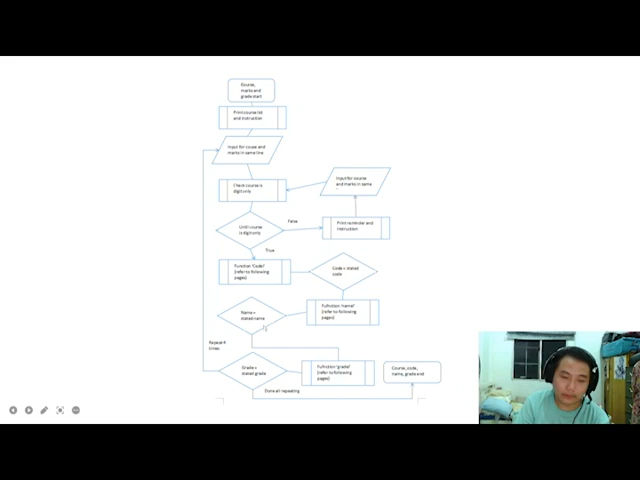 Course,
marks and
grade start
Print course list
and instruction
Input for couse and
marks in same line
Input for course
and marks in same
Check course is
digit only
Until course
is digit only
False
Print reminder and
instruction
True
Function 'Code!'
(refer to following
pages)
Code = stated
code
Name =
stated name
Fufnction 'name!'
(refer to following
pages)
Repeat 4
times
Grade =
stated grade
Fufnction 'grade!'
(refer to following
pages)
Course, code,
name, grade end
Done all repeating